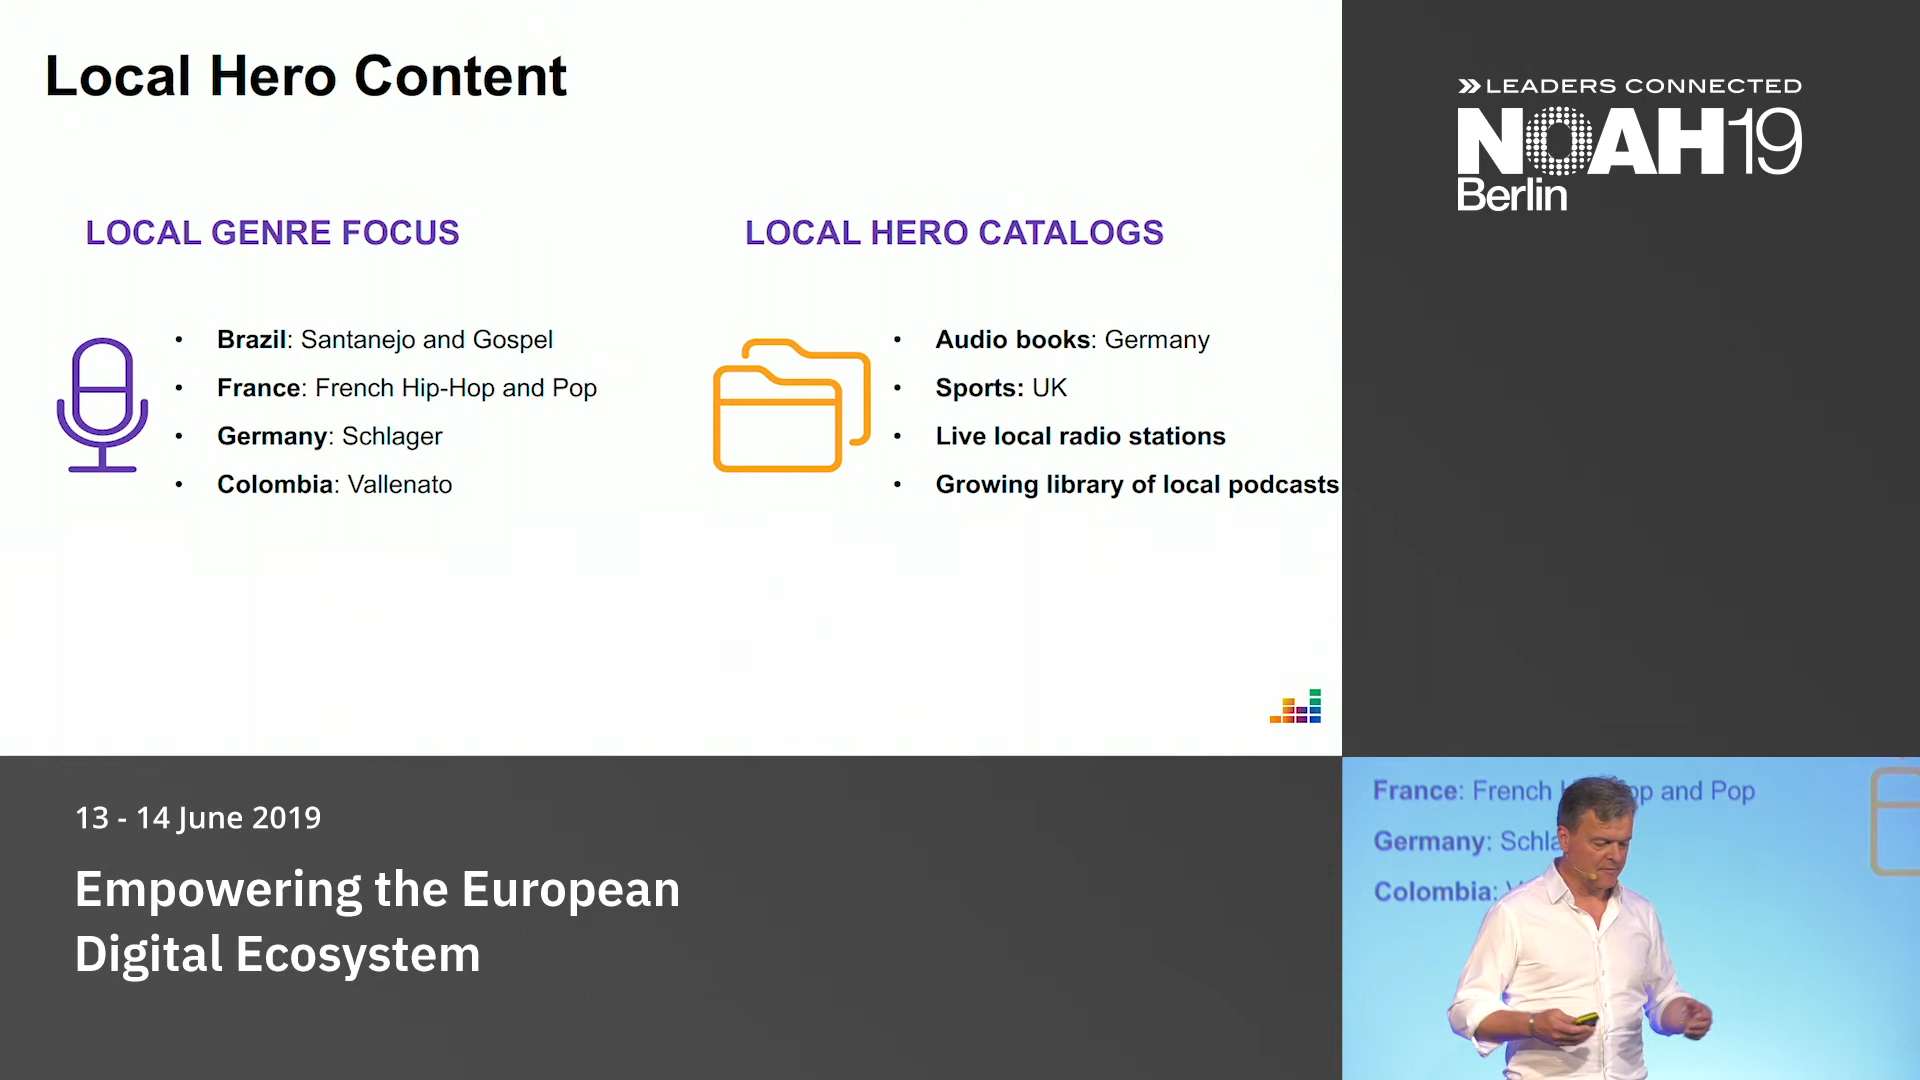 Local Hero Content
LOCAL GENRE FOCUS
• Brazil: Santanejo and Gospel
• France: French Hip-Hop and Pop
• Germany: Schlager
• Colombia: Vallenato
LOCAL HERO CATALOGS
• Audio books: Germany
• Sports: UK
• Live local radio stations
• Growing library of local podcasts
LEADERS CONNECTED
NOAH19
Berlin
13 - 14 June 2019
Empowering the European
Digital Ecosystem
France: French op and Pop
Germany: Schla
Colombia: